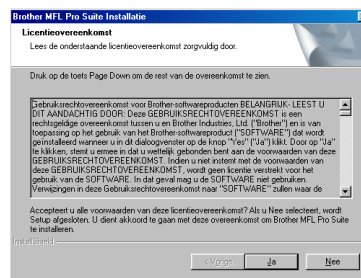 Brother MFL Pro Suite Installatie
Licentieovereenkomst
Lees de onderstaande licentieovereenkomst zorgvuldig door.
Druk op de toets Page Down om de rest van de overeenkomst te zien.
Gebruiksrechtovereenkomst voor Brother-softwareproducten BELANGRIJK- LEEST U
DIT AANDACHTIG DOOR: Deze GEBRUIKSRECHTOVEREENKOMST is een
rechtsgeldige overeenkomst tussen u en Brother Industries, Ltd. ("Brother") en is van
toepassing op het gebruik van het Brother-softwareproduct ("SOFTWARE") dat wordt
geïnstalleerd wanneer u in dit dialoogvenster op de knop "Yes" (Ja") klikt. Door op "Ja"
te klikken, stemt u ermee in dat u wettelijk gebonden bent aan de voorwaarden van deze
GEBRUIKSRECHTOVEREENKOMST. Indien u niet instemt met de voorwaarden van
deze GEBRUIKSRECHTOVEREENKOMST, wordt geen licentie verstrekt voor het
gebruik van de SOFTWARE. In dat geval mag u de SOFTWARE niet gebruiken.
Verwijzingen in deze Gebruiksrechtovereenkomst naar "SOFTWARE" zullen waar de
Accepteert u alle voorwaarden van deze licentieovereenkomst? Als u Nee selecteert, wordt
Setup afgesloten. U dient akkoord te gaan met deze overeenkomst om Brother MFL Pro Suite
te installeren.
InstallShield
< Vorige
Ja
Nee